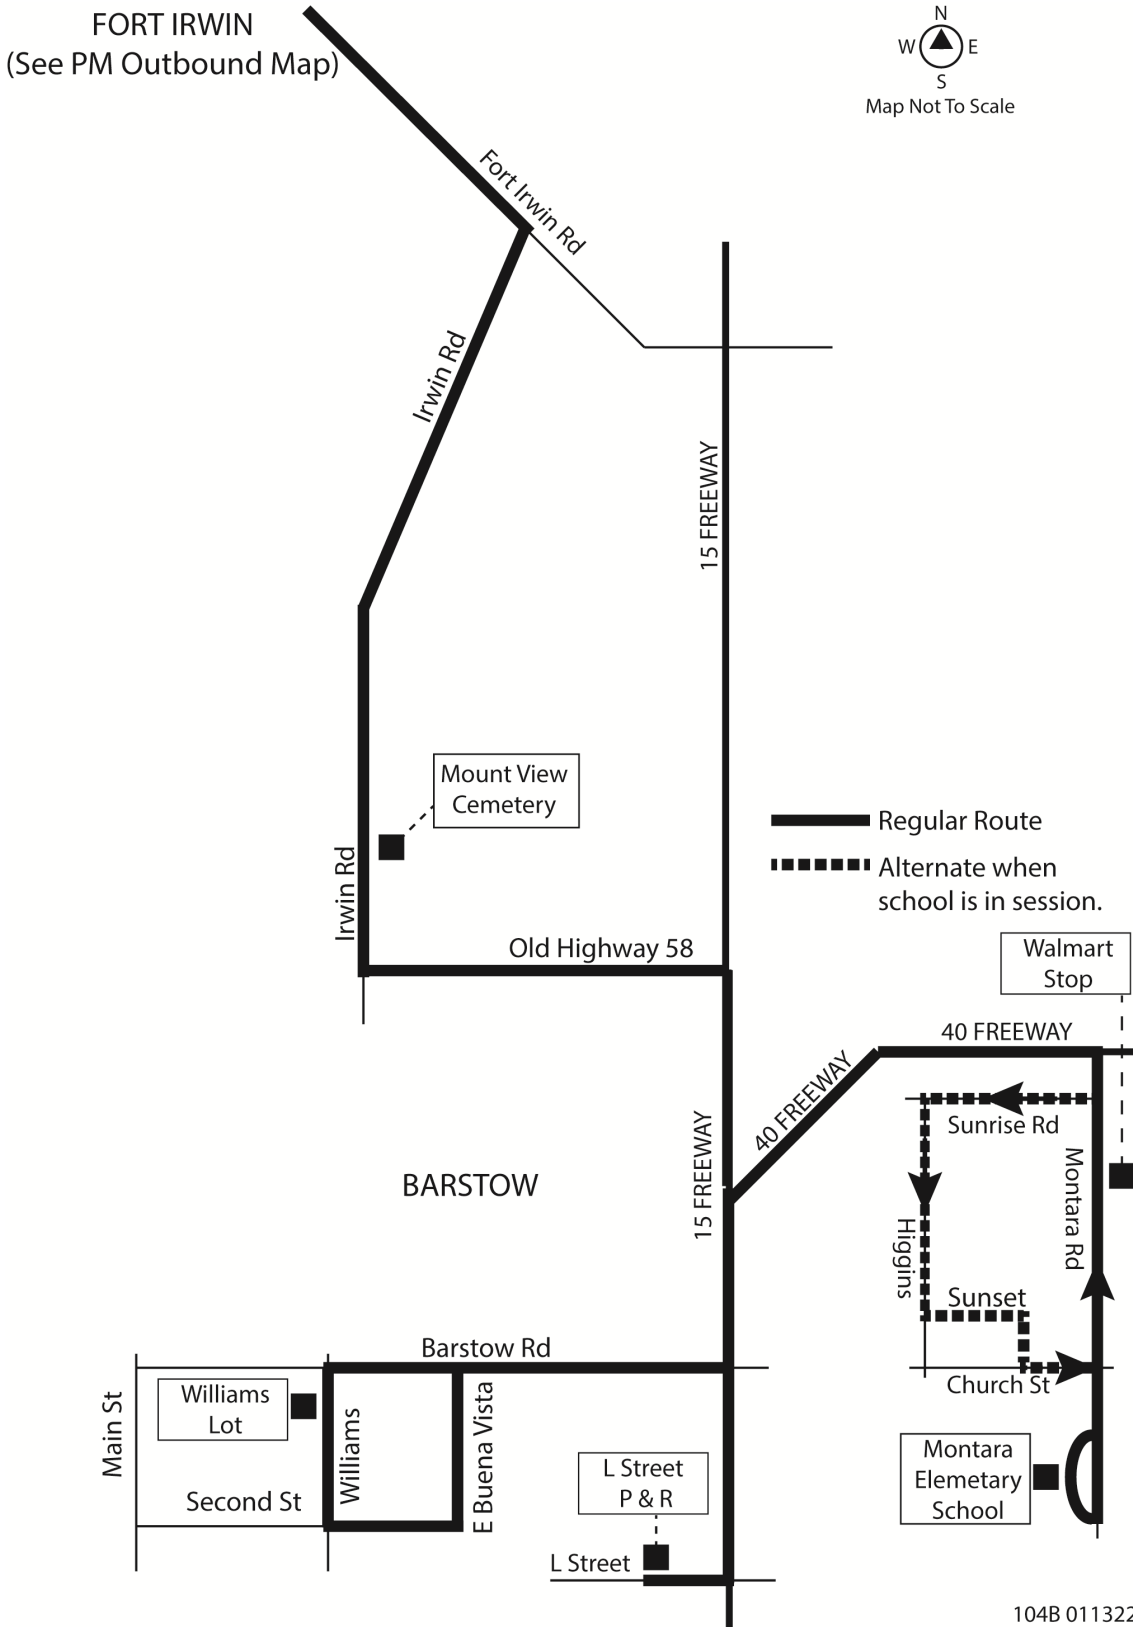 FORT IRWIN
(See PM Outbound Map)
N
W E
S
Map Not To Scale
Fort Irwin Rd
Irwin Rd
15 FREEWAY
Mount View
Cemetery
Regular Route
Alternate when
school is in session.
Irwin Rd
Old Highway 58
Walmart
Stop
40 FREEWAY
40 FREEWAY
Sunrise Rd
Montara Rd
15 FREEWAY
BARSTOW
Higgins
Sunset
Barstow Rd
Church St
Williams
Lot
Main St
Williams
E Buena Vista
Second St
L Street
P & R
Montara
Elemetary
School
L Street
104B 011322